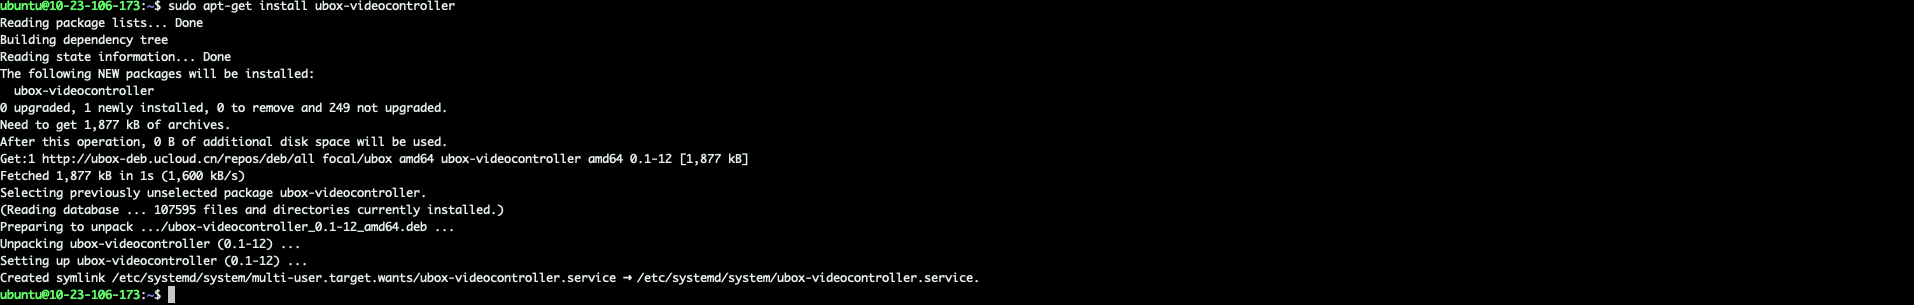 ubuntu@10-23-106-173:~$ sudo apt-get install ubox-videocontroller
Reading package lists... Done
Building dependency tree
Reading state information... Done
The following NEW packages will be installed:
  ubox-videocontroller
0 upgraded, 1 newly installed, 0 to remove and 249 not upgraded.
Need to get 1,877 kB of archives.
After this operation, 0 B of additional disk space will be used.
Get:1 http://ubox-deb.ucloud.cn/repos/deb/all focal/ubox amd64 ubox-videocontroller amd64 0.1-12 [1,877 kB]
Fetched 1,877 kB in 1s (1,600 kB/s)
Selecting previously unselected package ubox-videocontroller.
(Reading database ... 107595 files and directories currently installed.)
Preparing to unpack .../ubox-videocontroller_0.1-12_amd64.deb ...
Unpacking ubox-videocontroller (0.1-12) ...
Setting up ubox-videocontroller (0.1-12) ...
Created symlink /etc/systemd/system/multi-user.target.wants/ubox-videocontroller.service → /etc/systemd/system/ubox-videocontroller.service.
ubuntu@10-23-106-173:~$